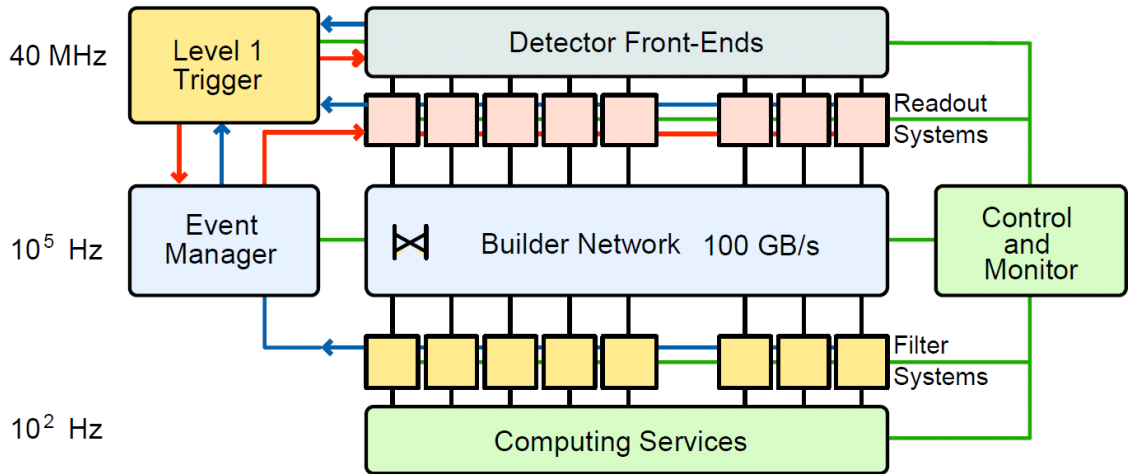 40 MHz
Level 1
Trigger
Detector Front-Ends
Readout
Systems
10⁵ Hz
Event
Manager
Builder Network 100 GB/s
Control
and
Monitor
Filter
Systems
10² Hz
Computing Services